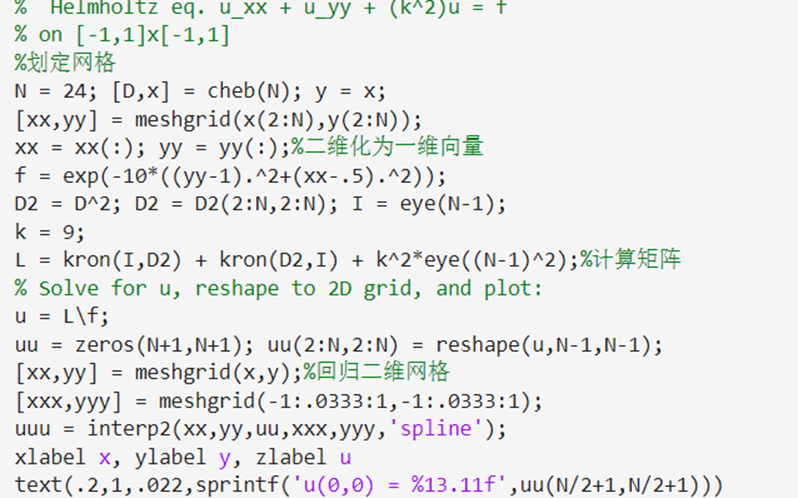 %  Helmholtz eq. u_xx + u_yy + (k^2)u = f
% on [-1,1]x[-1,1]
%划定网格
N = 24; [D,x] = cheb(N); y = x;
[xx,yy] = meshgrid(x(2:N),y(2:N));
xx = xx(:); yy = yy(:);%二维化为一维向量
f = exp(-10*((yy-1).^2+(xx-.5).^2));
D2 = D^2; D2 = D2(2:N,2:N); I = eye(N-1);
k = 9;
L = kron(I,D2) + kron(D2,I) + k^2*eye((N-1)^2);%计算矩阵
% Solve for u, reshape to 2D grid, and plot:
u = L\f;
uu = zeros(N+1,N+1); uu(2:N,2:N) = reshape(u,N-1,N-1);
[xx,yy] = meshgrid(x,y);%回归二维网格
[xxx,yyy] = meshgrid(-1:.0333:1,-1:.0333:1);
uuu = interp2(xx,yy,uu,xxx,yyy,'spline');
xlabel x, ylabel y, zlabel u
text(.2,1,.022,sprintf('u(0,0) = %13.11f',uu(N/2+1,N/2+1)))